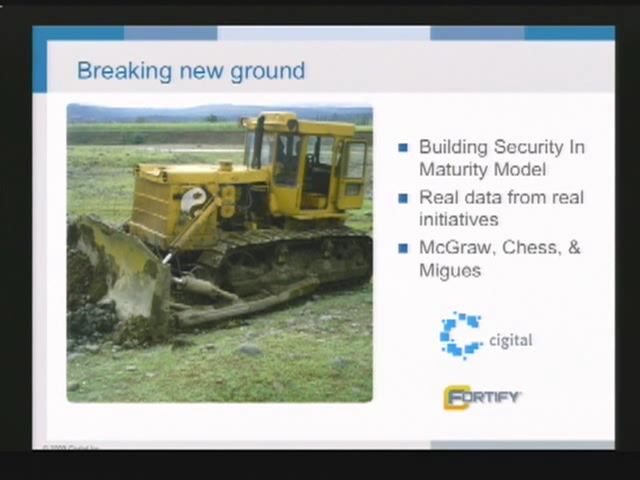 Breaking new ground
Building Security In
Maturity Model
Real data from real
initiatives
McGraw, Chess, &
Migues
cigital
FORTIFY